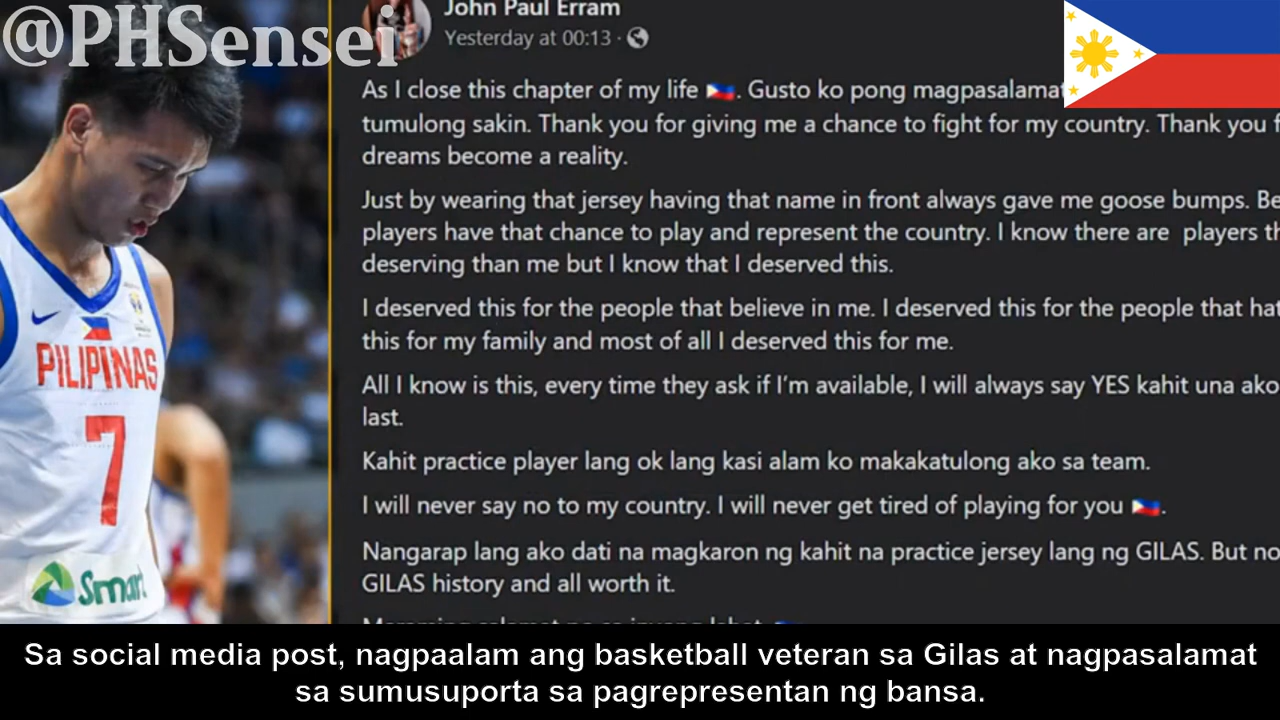 @PHSensei
John Paul Erram
Yesterday at 00:13 ·
As I close this chapter of my life 🇵🇭. Gusto ko pong magpasalamat
tumulong sakin. Thank you for giving me a chance to fight for my country. Thank you
dreams become a reality.
Just by wearing that jersey having that name in front always gave me goose bumps.
players have that chance to play and represent the country. I know there are players
deserving than me but I know that I deserved this.
I deserved this for the people that believe in me. I deserved this for the people that
this for my family and most of all I deserved this for me.
All I know is this, every time they ask if I'm available, I will always say YES kahit una ako
last.
Kahit practice player lang ok lang kasi alam ko makakatulong ako sa team.
I will never say no to my country. I will never get tired of playing for you 🇵🇭.
Nangarap lang ako dati na magkaron ng kahit na practice jersey lang ng GILAS. But
GILAS history and all worth it.
PILIPINAS
7
Smart
Sa social media post, nagpaalam ang basketball veteran sa Gilas at nagpasalamat
sa sumusuporta sa pagrepresentan ng bansa.